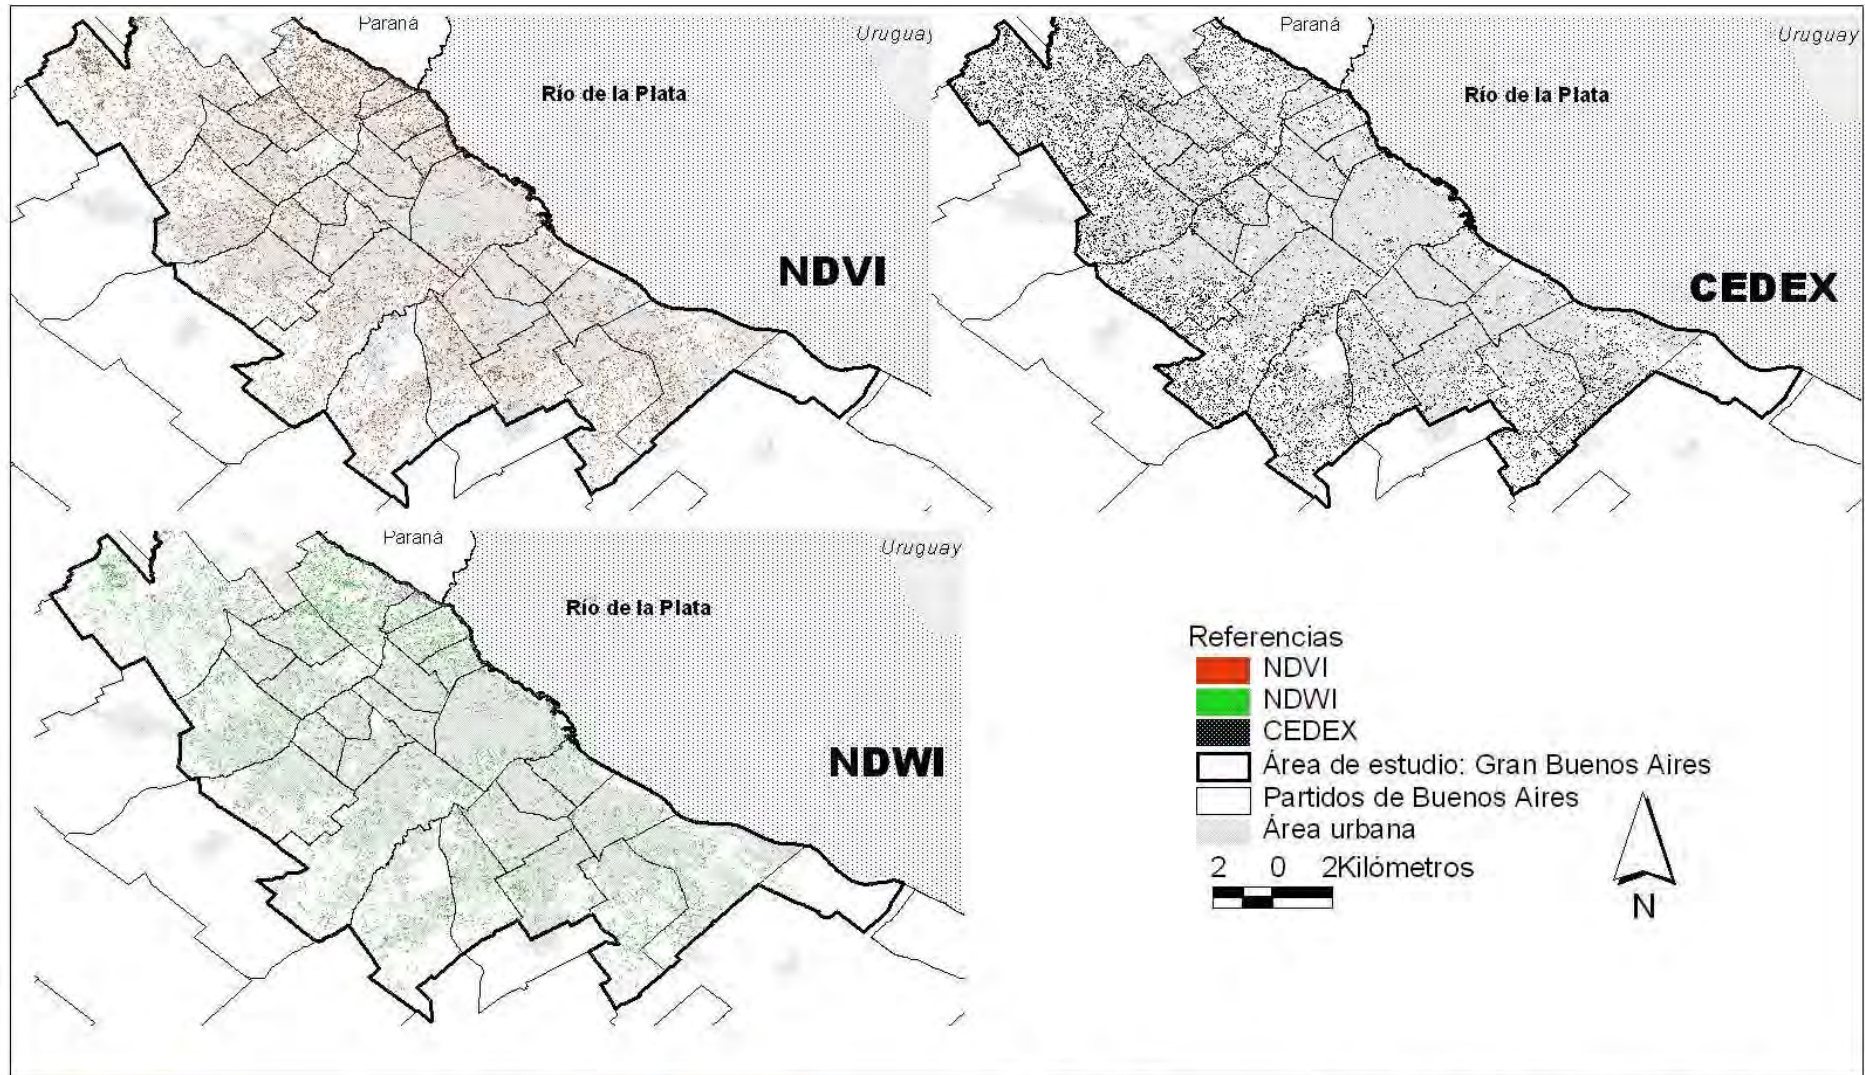 Paraná
Uruguay
Río de la Plata
NDVI
Paraná
Uruguay
Río de la Plata
CEDEX
Paraná
Uruguay
Río de la Plata
NDWI
Referencias
NDVI
NDWI
CEDEX
Área de estudio: Gran Buenos Aires
Partidos de Buenos Aires
Área urbana
2 0 2Kilómetros
N